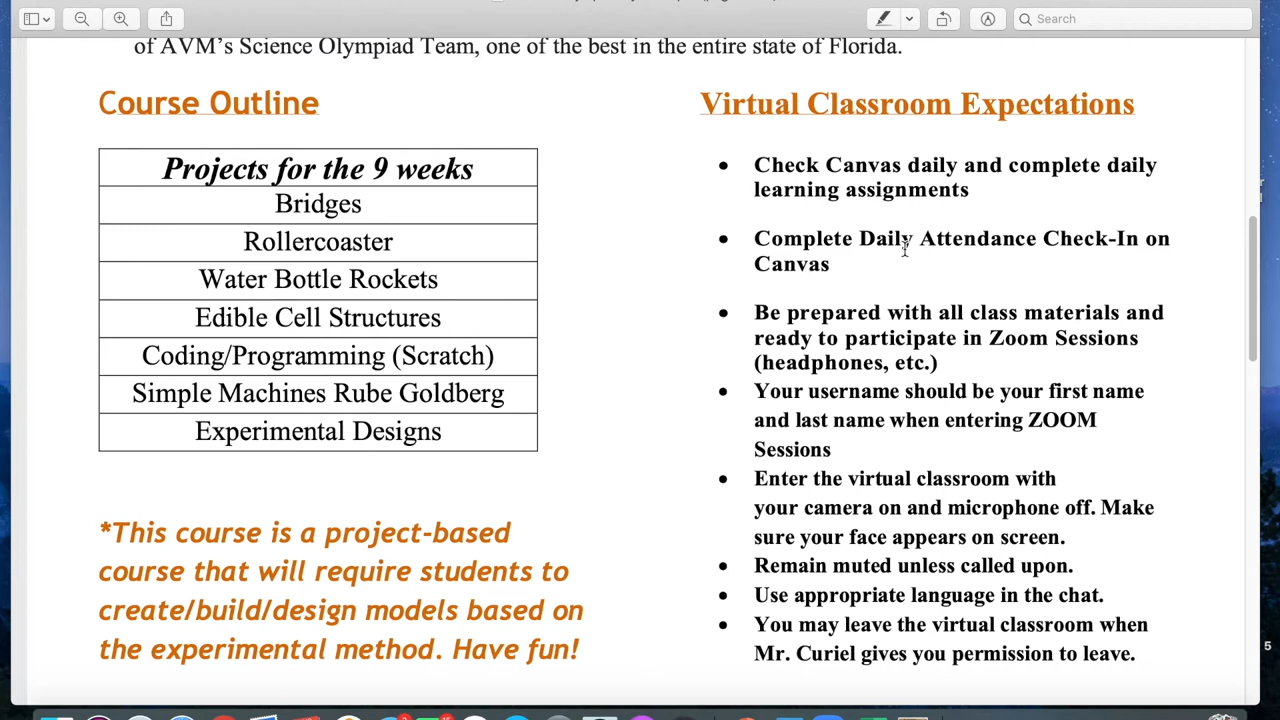 Search
of AVM's Science Olympiad Team, one of the best in the entire state of Florida.
Course Outline
Projects for the 9 weeks
Bridges
Rollercoaster
Water Bottle Rockets
Edible Cell Structures
Coding/Programming (Scratch)
Simple Machines Rube Goldberg
Experimental Designs
*This course is a project-based
course that will require students to
create/build/design models based on
the experimental method. Have fun!
Virtual Classroom Expectations
• Check Canvas daily and complete daily
learning assignments
• Complete Daily Attendance Check-In on
Canvas
• Be prepared with all class materials and
ready to participate in Zoom Sessions
(headphones, etc.)
• Your username should be your first name
and last name when entering ZOOM
Sessions
• Enter the virtual classroom with
your camera on and microphone off. Make
sure your face appears on screen.
• Remain muted unless called upon.
• Use appropriate language in the chat.
• You may leave the virtual classroom when
Mr. Curiel gives you permission to leave.
5